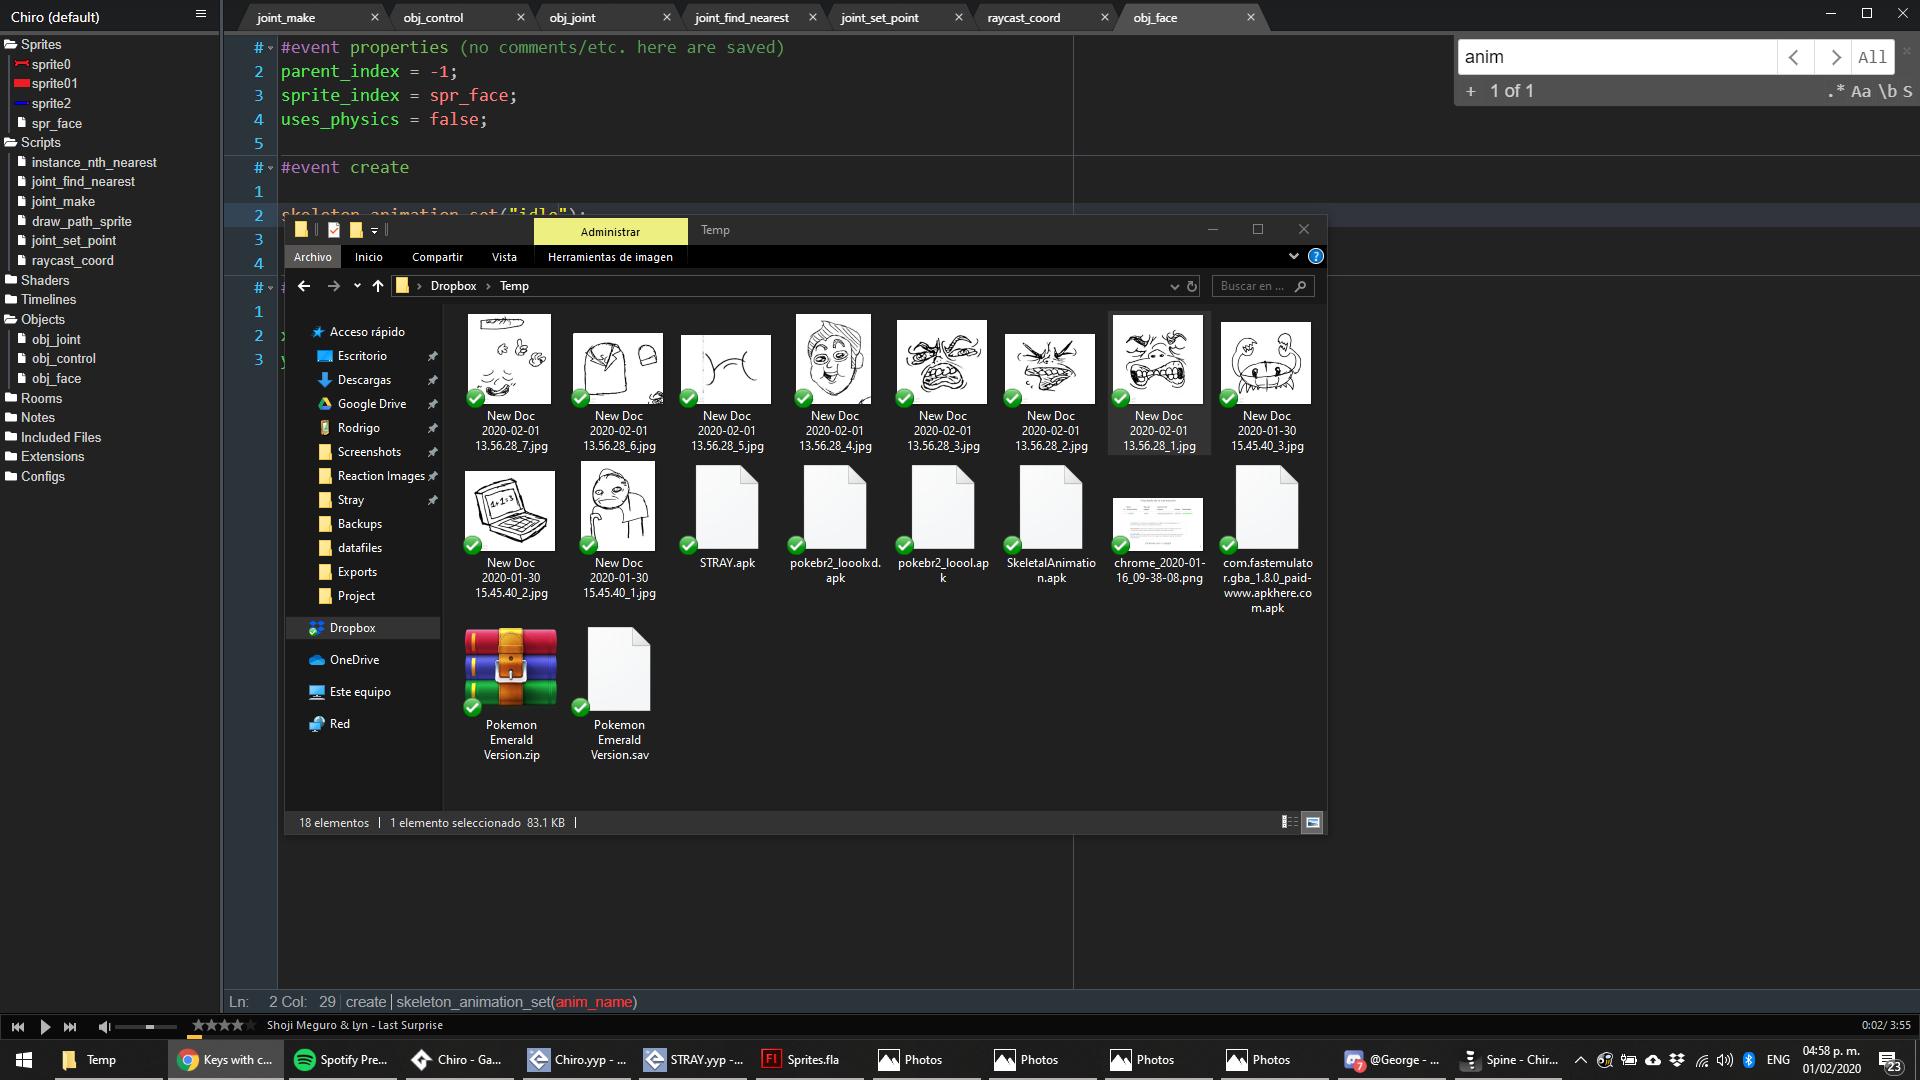 Chiro (default)
joint_make
obj_control
obj_joint
joint_find_nearest
joint_set_point
raycast_coord
obj_face
Sprites
sprite0
sprite01
sprite2
spr_face
Scripts
instance_nth_nearest
joint_find_nearest
joint_make
draw_path_sprite
joint_set_point
raycast_coord
Shaders
Timelines
Objects
obj_joint
obj_control
obj_face
Rooms
Notes
Included Files
Extensions
Configs
# #event properties (no comments/etc. here are saved)
2 parent_index = -1;
3 sprite_index = spr_face;
4 uses_physics = false;
5
# #event create
1
2 skeleton_animation_set("idle");
3
4
# #
1
2 x
3 y
anim
All
+ 1 of 1
.* Aa \b S
Administrar
Temp
Archivo
Inicio
Compartir
Vista
Herramientas de imagen
Dropbox › Temp
Buscar en ...
Acceso rápido
Escritorio
Descargas
Google Drive
Rodrigo
Screenshots
Reaction Images
Stray
Backups
datafiles
Exports
Project
Dropbox
OneDrive
Este equipo
Red
New Doc
2020-02-01
13.56.28_7.jpg
New Doc
2020-02-01
13.56.28_6.jpg
New Doc
2020-02-01
13.56.28_5.jpg
New Doc
2020-02-01
13.56.28_4.jpg
New Doc
2020-02-01
13.56.28_3.jpg
New Doc
2020-02-01
13.56.28_2.jpg
New Doc
2020-02-01
13.56.28_1.jpg
New Doc
2020-01-30
15.45.40_3.jpg
1+1=3
New Doc
2020-01-30
15.45.40_2.jpg
New Doc
2020-01-30
15.45.40_1.jpg
STRAY.apk
pokebr2_looolxd.
apk
pokebr2_loool.ap
k
SkeletalAnimatio
n.apk
chrome_2020-01-
16_09-38-08.png
com.fastemulato
r.gba_1.8.0_paid-
www.apkhere.co
m.apk
Pokemon
Emerald
Version.zip
Pokemon
Emerald
Version.sav
18 elementos
1 elemento seleccionado 83.1 KB
Ln: 2 Col: 29 create skeleton_animation_set(anim_name)
Shoji Meguro & Lyn - Last Surprise
0:02/ 3:55
Temp
Keys with c...
Spotify Pre...
Chiro - Ga...
Chiro.yyp - ...
STRAY.yyp -...
Sprites.fla
Photos
Photos
Photos
Photos
@George - ...
Spine - Chir...
ENG
04:58 p. m.
01/02/2020
23